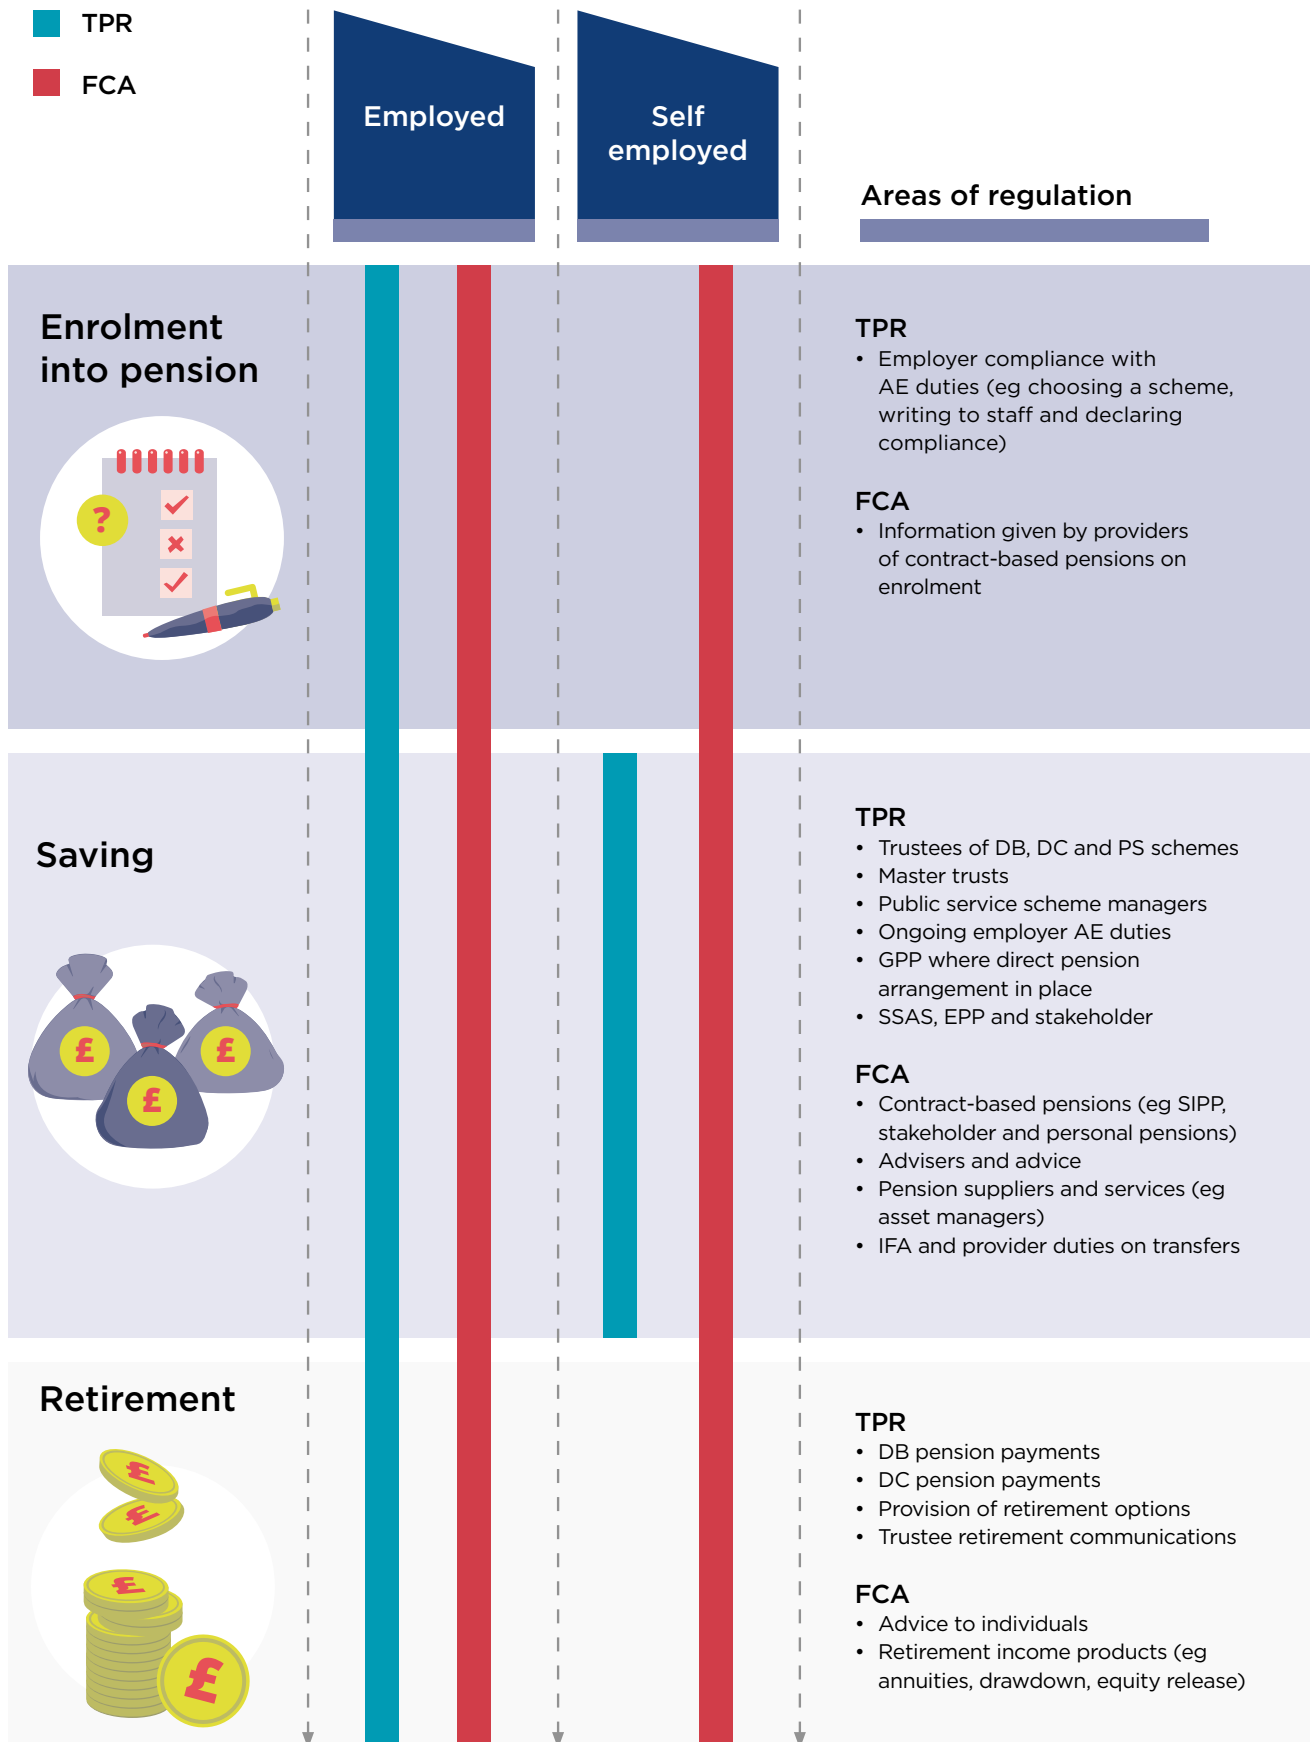 TPR
FCA
Employed
Self
employed
Areas of regulation
Enrolment
into pension
?
TPR
• Employer compliance with
AE duties (eg choosing a scheme,
writing to staff and declaring
compliance)
FCA
• Information given by providers
of contract-based pensions on
enrolment
Saving
£
£
£
TPR
• Trustees of DB, DC and PS schemes
• Master trusts
• Public service scheme managers
• Ongoing employer AE duties
• GPP where direct pension
arrangement in place
• SSAS, EPP and stakeholder
FCA
• Contract-based pensions (eg SIPP,
stakeholder and personal pensions)
• Advisers and advice
• Pension suppliers and services (eg
asset managers)
• IFA and provider duties on transfers
Retirement
£
£
£
£
TPR
• DB pension payments
• DC pension payments
• Provision of retirement options
• Trustee retirement communications
FCA
• Advice to individuals
• Retirement income products (eg
annuities, drawdown, equity release)